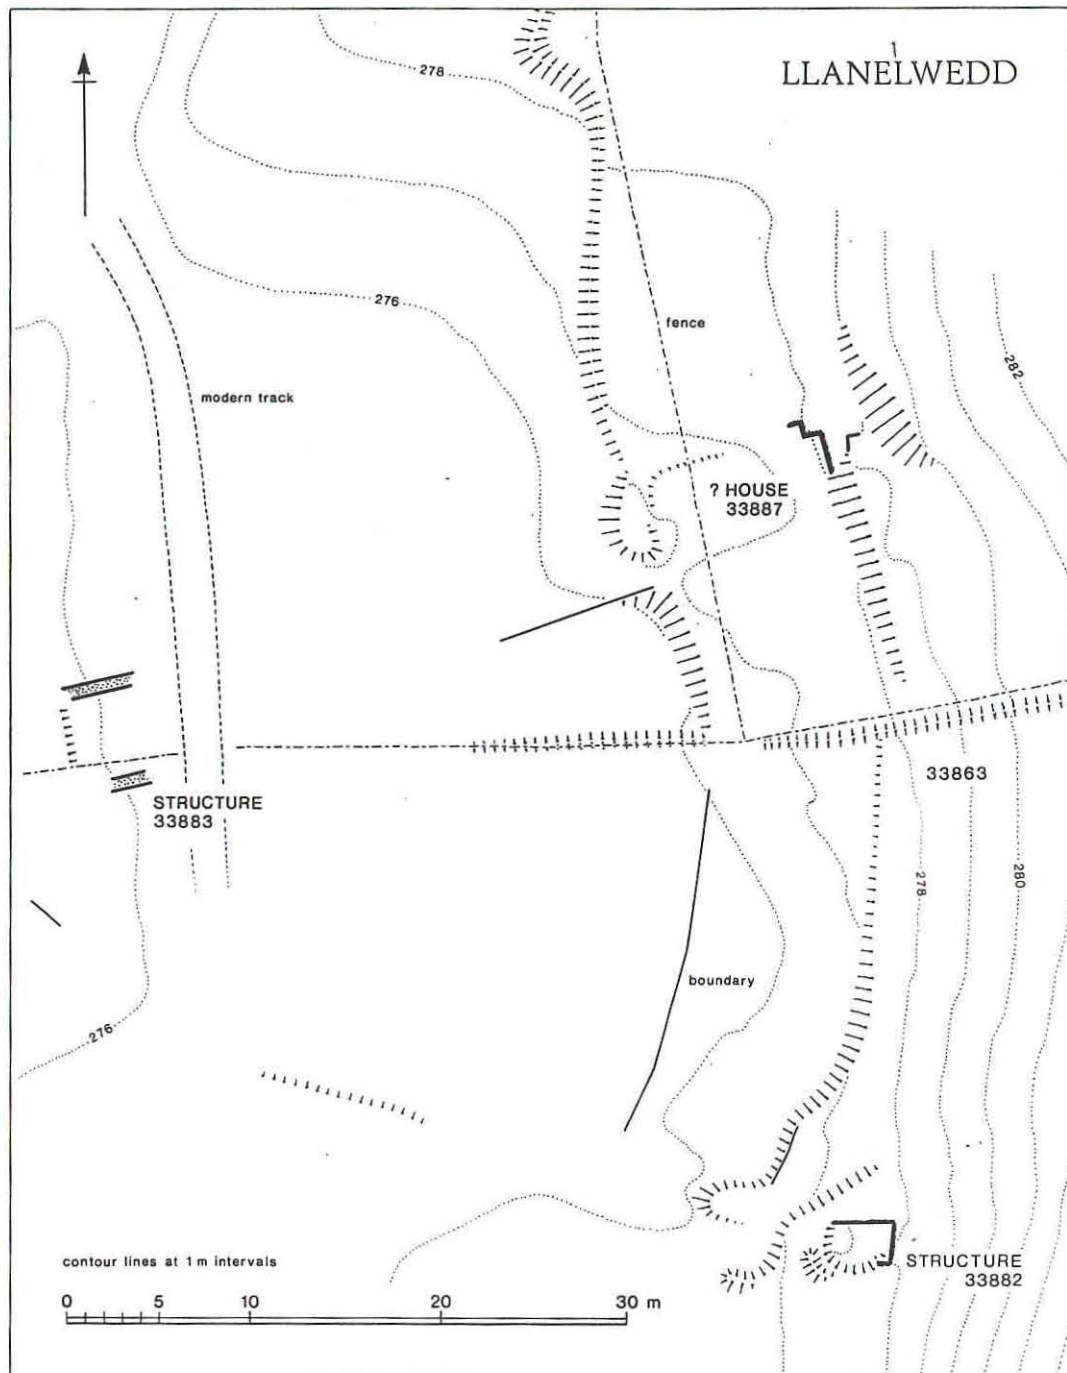 LLANELWEDD
278
276
282
fence
modern track
? HOUSE
33887
33863
STRUCTURE
33883
278
280
boundary
276
contour lines at 1 m intervals
STRUCTURE
33882
0 5 10 20 30 m